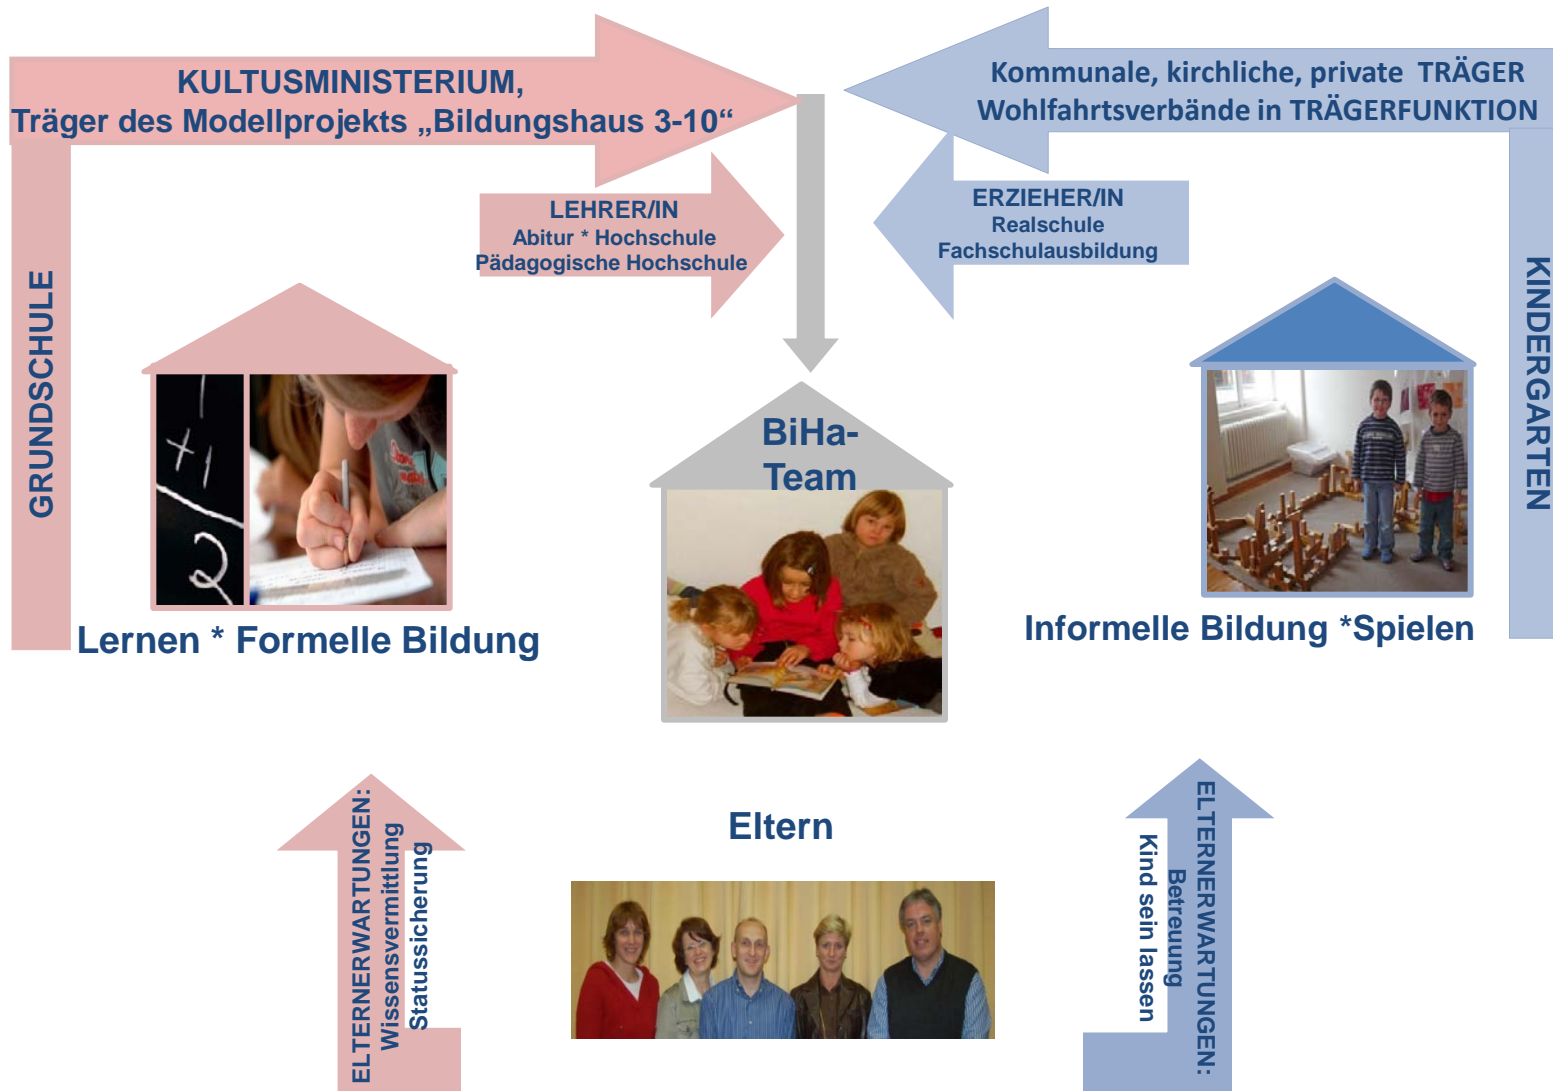 KULTUSMINISTERIUM,
Träger des Modellprojekts „Bildungshaus 3-10“
Kommunale, kirchliche, private TRÄGER
Wohlfahrtsverbände in TRÄGERFUNKTION
LEHRER/IN
Abitur * Hochschule
Pädagogische Hochschule
ERZIEHER/IN
Realschule
Fachschulausbildung
GRUNDSCHULE
KINDERGARTEN
+1
2
BiHa-
Team
Lernen * Formelle Bildung
Informelle Bildung *Spielen
ELTERNERWARTUNGEN:
Wissensvermittlung
Statussicherung
Eltern
ELTERNERWARTUNGEN:
Betreuung
Kind sein lassen